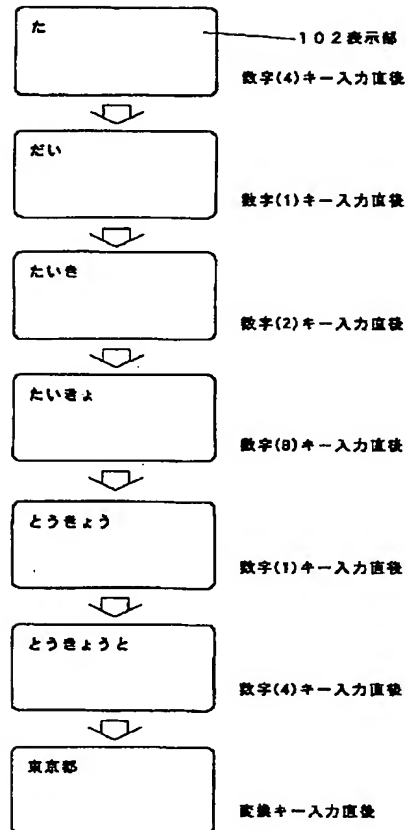 た
102表示部
数字(4)キー入力直後
だい
数字(1)キー入力直後
たいき
数字(2)キー入力直後
たいきょ
数字(8)キー入力直後
とうきょう
数字(1)キー入力直後
とうきょうと
数字(4)キー入力直後
東京都
変換キー入力直後